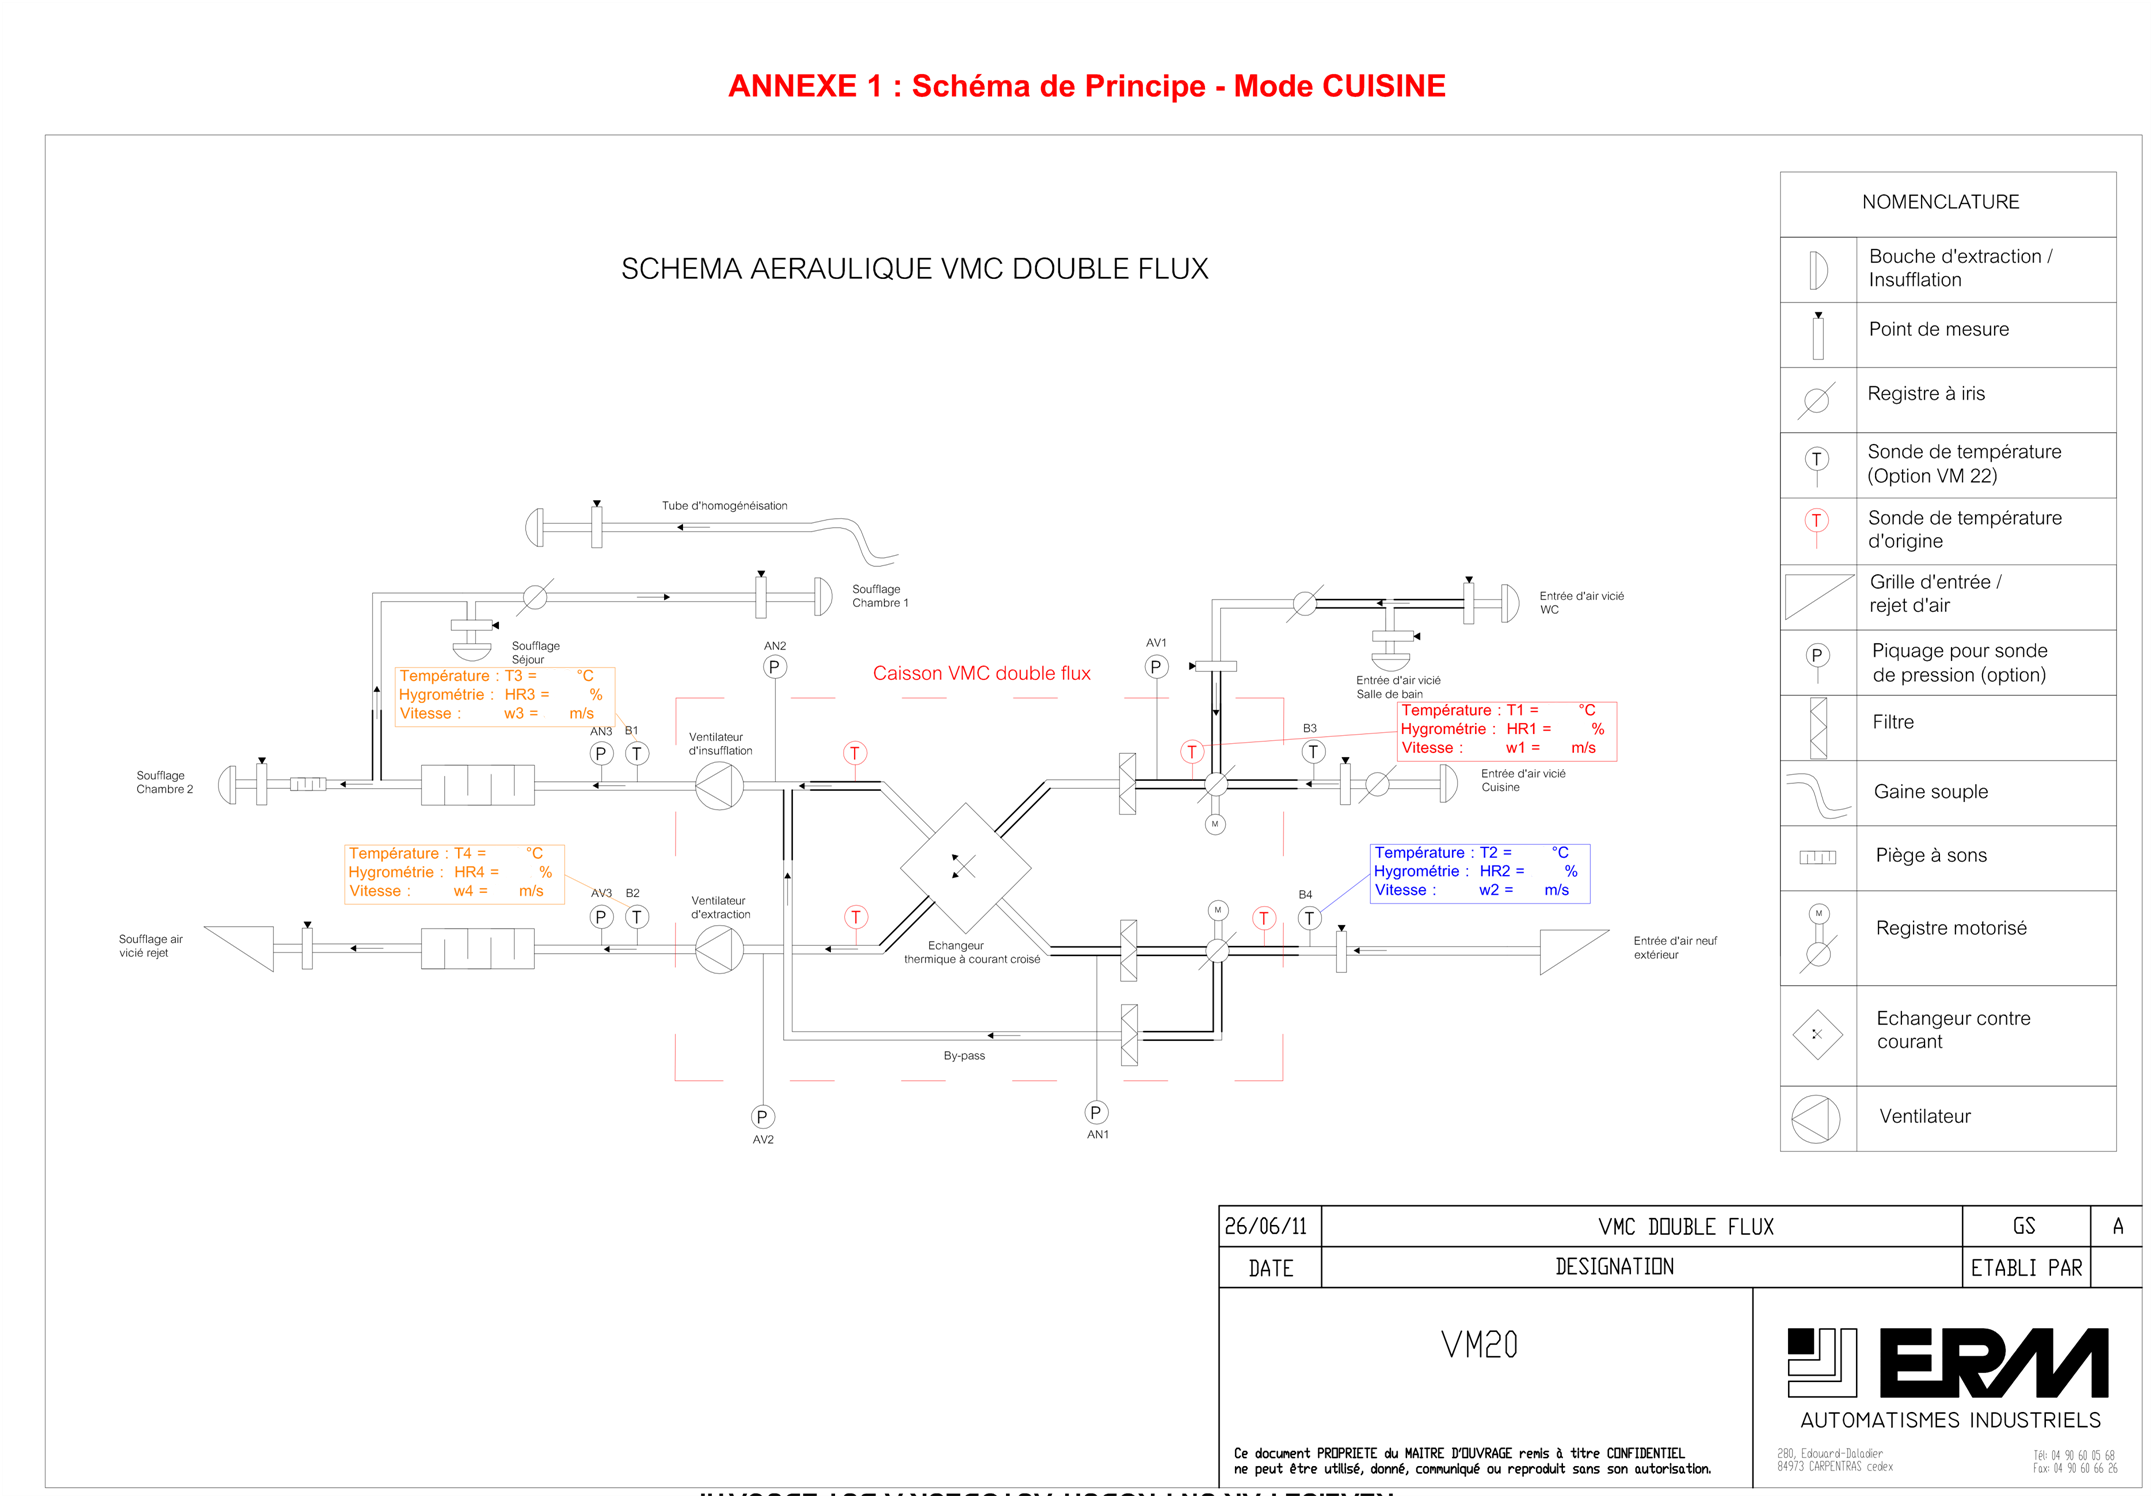 ANNEXE 1 : Schéma de Principe - Mode CUISINE
SCHEMA AERAULIQUE VMC DOUBLE FLUX
Tube d'homogénéisation
Soufflage
Chambre 1
Soufflage
Séjour
AN2
P
AV1
P
Entrée d'air vicié
WC
Entrée d'air vicié
Salle de bain
Caisson VMC double flux
Température : T3 = °C
Hygrométrie : HR3 = %
Vitesse : w3 = m/s
Température : T1 = °C
Hygrométrie : HR1 = %
Vitesse : w1 = m/s
AN3
B1
P
T
Ventilateur
d'insufflation
T
T
B3
T
Soufflage
Chambre 2
Entrée d'air vicié
Cuisine
M
Température : T4 = °C
Hygrométrie : HR4 = %
Vitesse : w4 = m/s
Température : T2 = °C
Hygrométrie : HR2 = %
Vitesse : w2 = m/s
AV3
B2
P
T
Ventilateur
d'extraction
T
M
T
B4
T
Soufflage air
vicié rejet
Echangeur
thermique à courant croisé
Entrée d'air neuf
extérieur
By-pass
P
AV2
P
AN1
NOMENCLATURE
Bouche d'extraction /
Insufflation
Point de mesure
Registre à iris
T
Sonde de température
(Option VM 22)
T
Sonde de température
d'origine
Grille d'entrée /
rejet d'air
P
Piquage pour sonde
de pression (option)
Filtre
Gaine souple
Piège à sons
M
Registre motorisé
Echangeur contre
courant
Ventilateur
26/06/11 VMC DOUBLE FLUX GS A
DATE DESIGNATION ETABLI PAR
VM20
Ce document PROPRIETE du MAITRE D'OUVRAGE remis à titre CONFIDENTIEL
ne peut être utilisé, donné, communiqué ou reproduit sans son autorisation.
ERM
AUTOMATISMES INDUSTRIELS
280, Edouard-Daladier
84973 CARPENTRAS cedex
Tél: 04 90 60 05 68
Fax: 04 90 60 66 26